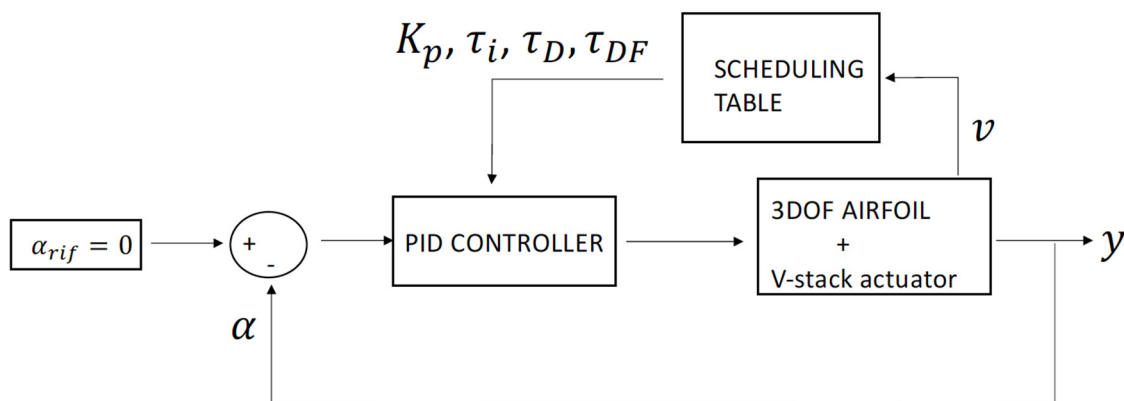 K_p, τ_i, τ_D, τ_DF
SCHEDULING
TABLE
v
α_rif = 0
+
-
PID CONTROLLER
3DOF AIRFOIL
+
V-stack actuator
y
α